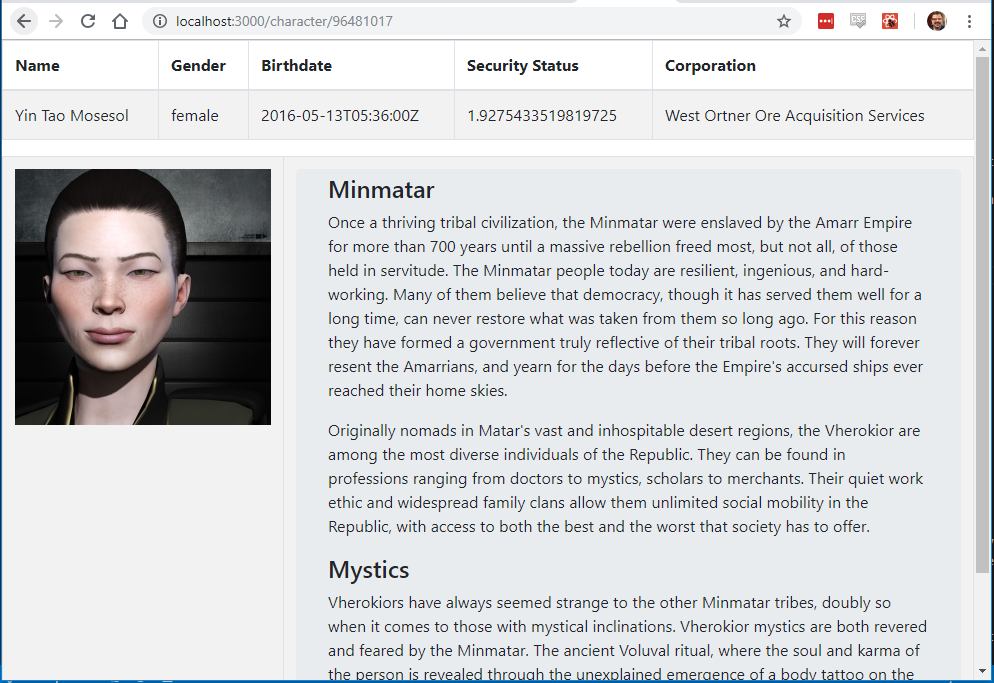 localhost:3000/character/96481017
CSF
Name Gender Birthdate Security Status Corporation
Yin Tao Mosesol female 2016-05-13T05:36:00Z 1.9275433519819725 West Ortner Ore Acquisition Services
Minmatar
Once a thriving tribal civilization, the Minmatar were enslaved by the Amarr Empire
for more than 700 years until a massive rebellion freed most, but not all, of those
held in servitude. The Minmatar people today are resilient, ingenious, and hard-
working. Many of them believe that democracy, though it has served them well for a
long time, can never restore what was taken from them so long ago. For this reason
they have formed a government truly reflective of their tribal roots. They will forever
resent the Amarrians, and yearn for the days before the Empire's accursed ships ever
reached their home skies.
Originally nomads in Matar's vast and inhospitable desert regions, the Vherokior are
among the most diverse individuals of the Republic. They can be found in
professions ranging from doctors to mystics, scholars to merchants. Their quiet work
ethic and widespread family clans allow them unlimited social mobility in the
Republic, with access to both the best and the worst that society has to offer.
Mystics
Vherokiors have always seemed strange to the other Minmatar tribes, doubly so
when it comes to those with mystical inclinations. Vherokior mystics are both revered
and feared by the Minmatar. The ancient Voluval ritual, where the soul and karma of
the person is revealed through the unexplained emergence of a body tattoo on the